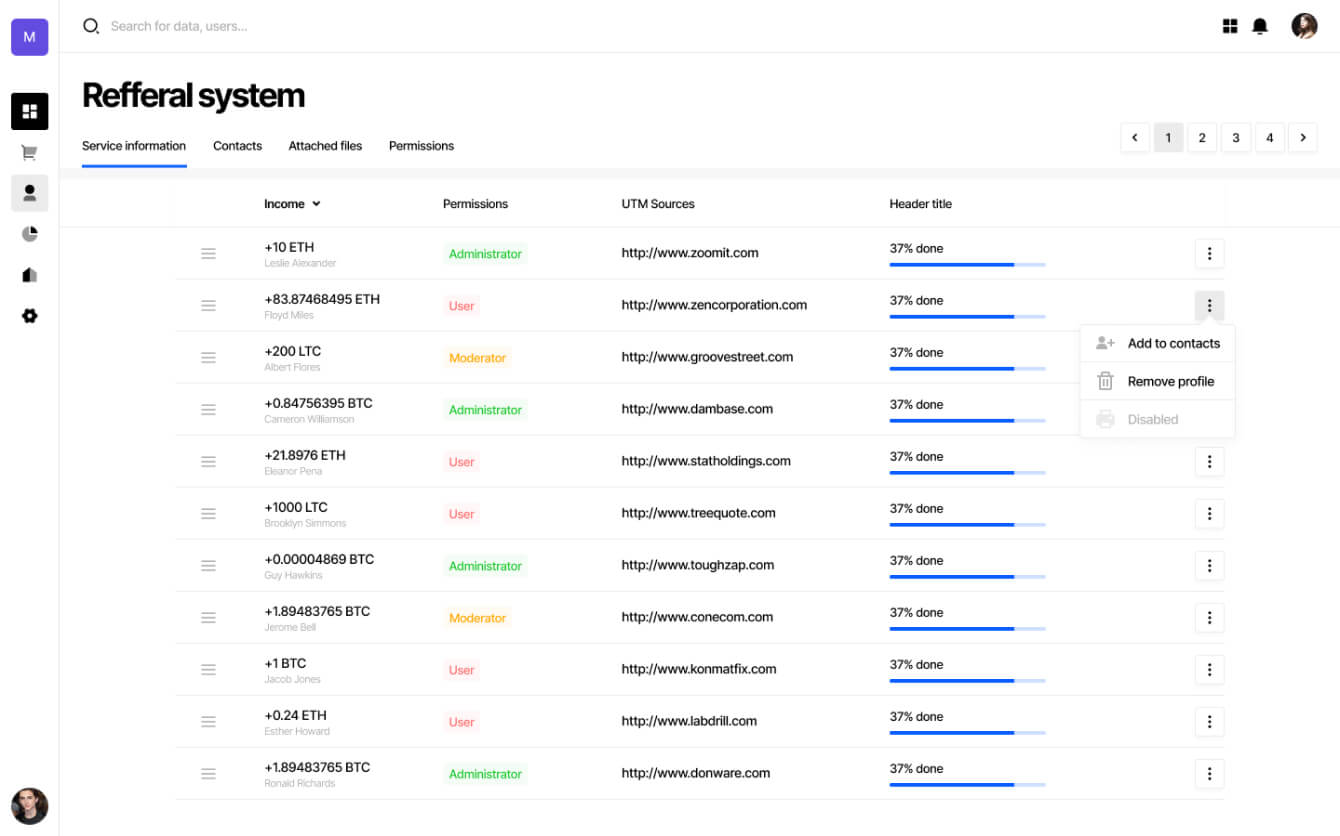 M
Search for data, users...
Refferal system
Service information
Contacts
Attached files
Permissions
1
2
3
4
Income
Permissions
UTM Sources
Header title
+10 ETH
Leslie Alexander
Administrator
http://www.zoomit.com
37% done
+83.87468495 ETH
Floyd Miles
User
http://www.zencorporation.com
37% done
Add to contacts
Remove profile
Disabled
+200 LTC
Albert Flores
Moderator
http://www.groovestreet.com
37% done
+0.84756395 BTC
Cameron Williamson
Administrator
http://www.dambase.com
37% done
+21.8976 ETH
Eleanor Pena
User
http://www.statholdings.com
37% done
+1000 LTC
Brooklyn Simmons
User
http://www.treequote.com
37% done
+0.00004869 BTC
Guy Hawkins
Administrator
http://www.toughzap.com
37% done
+1.89483765 BTC
Jerome Bell
Moderator
http://www.conecom.com
37% done
+1 BTC
Jacob Jones
User
http://www.konmatfix.com
37% done
+0.24 ETH
Esther Howard
User
http://www.labdrill.com
37% done
+1.89483765 BTC
Ronald Richards
Administrator
http://www.donware.com
37% done